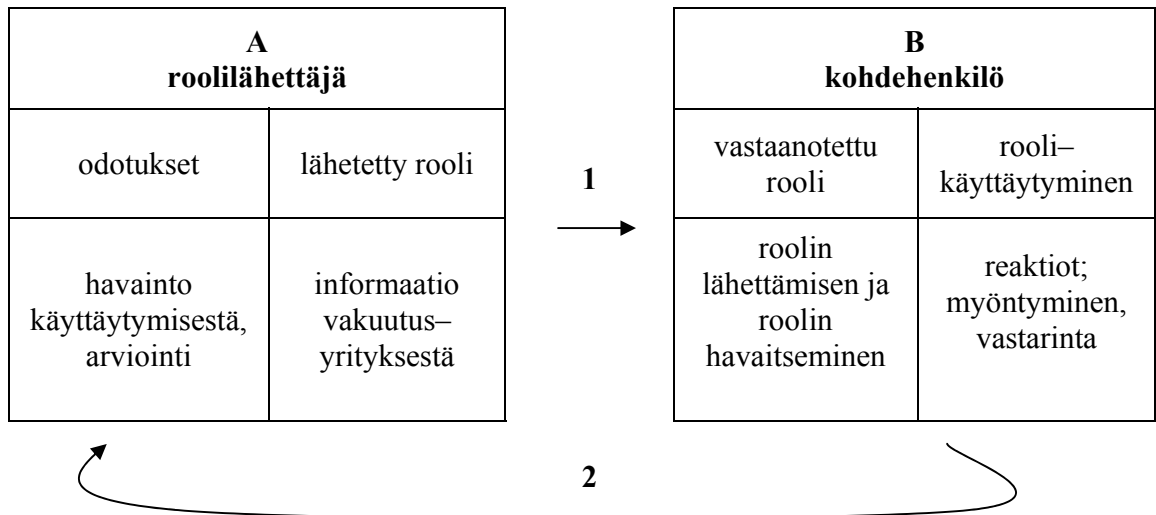 A
roolilähettäjä
odotukset
lähetetty rooli
havainto
käyttäytymisestä,
arviointi
informaatio
vakuutus–
yrityksestä
1
B
kohdehenkilö
vastaanotettu
rooli
rooli–
käyttäytyminen
roolin
lähettämisen ja
roolin
havaitseminen
reaktiot;
myöntyminen,
vastarinta
2